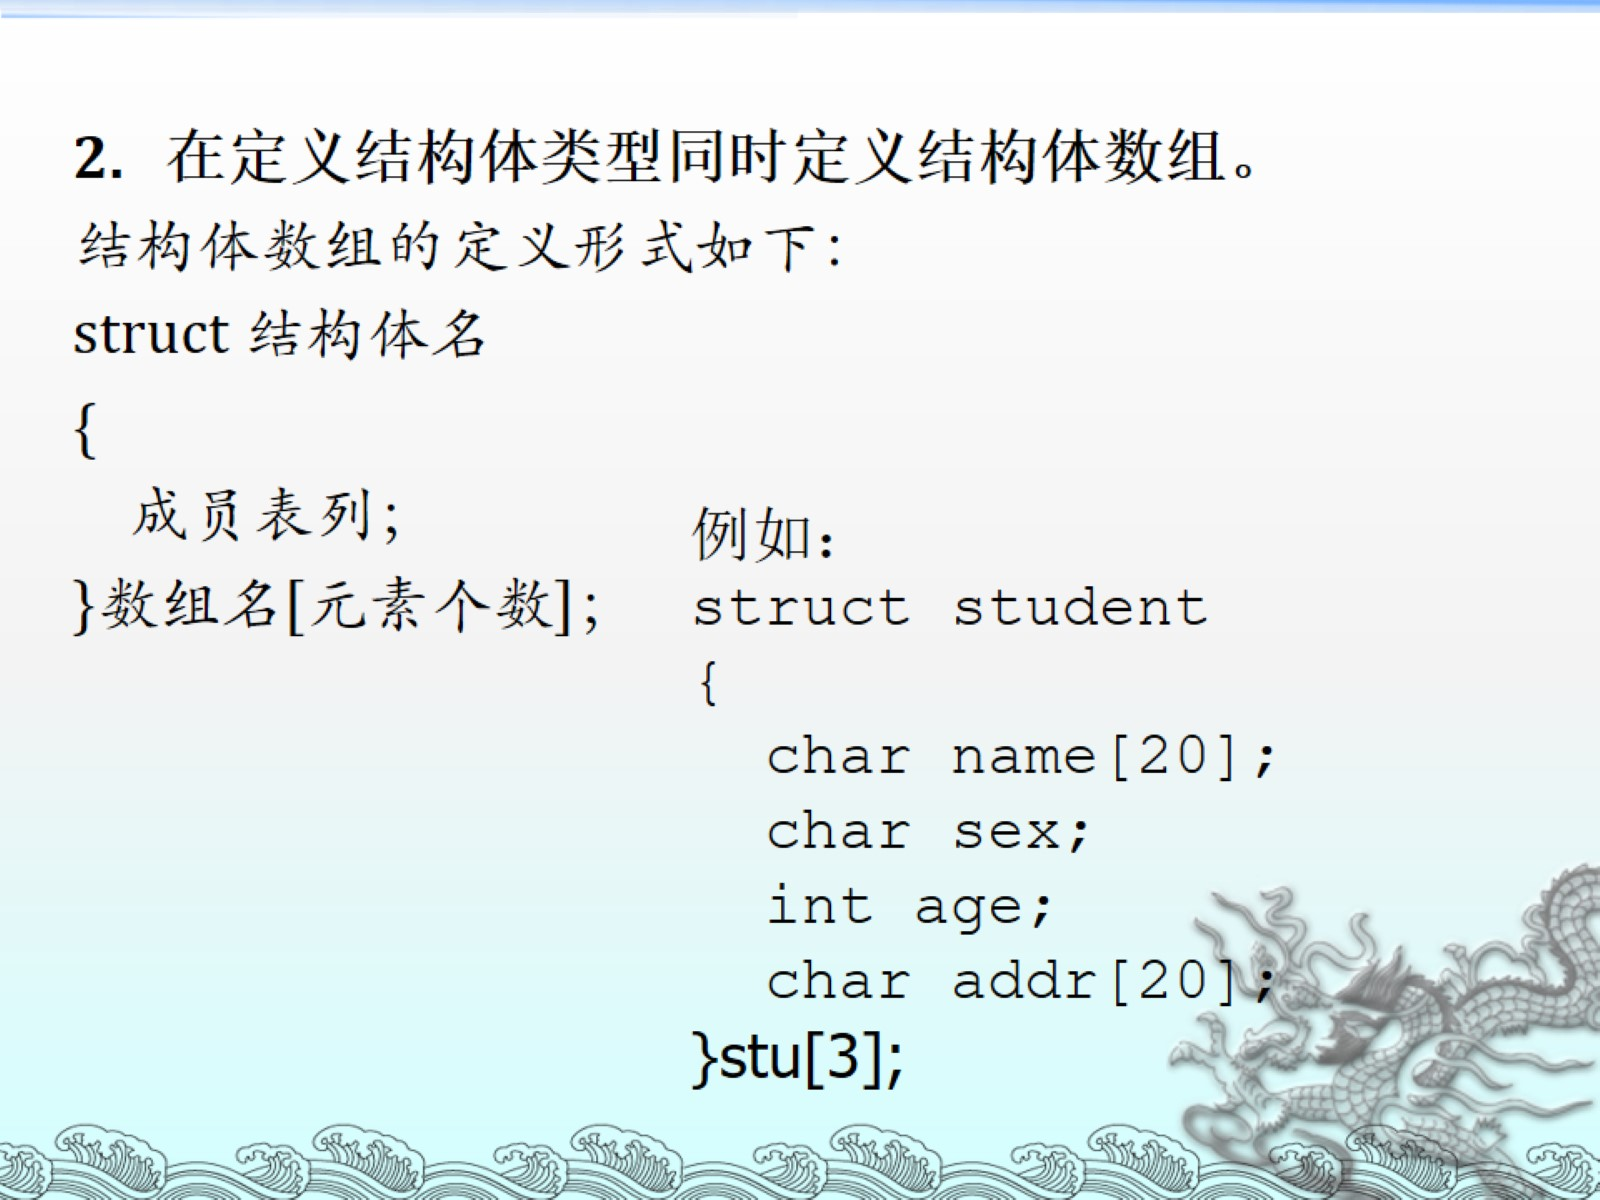 2. 在定义结构体类型同时定义结构体数组。
结构体数组的定义形式如下：
struct 结构体名
{
成员表列；
}数组名[元素个数]；
例如：
struct student
{
char name[20];
char sex;
int age;
char addr[20];
}stu[3];